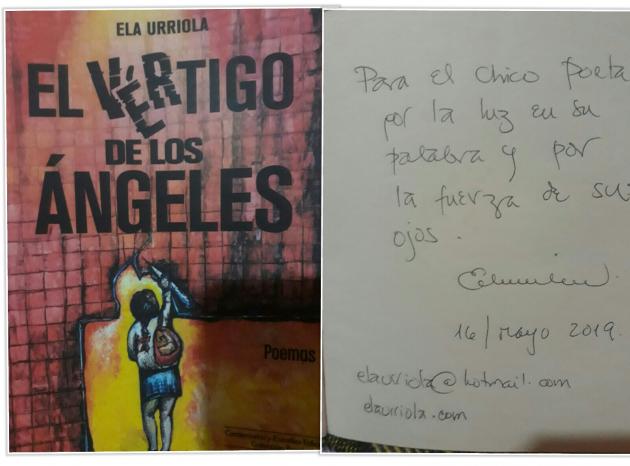 ELA URRIOLA
EL VÉRTIGO
DE LOS
ÁNGELES
Poemas
Para el Chico Poeta
por la luz en su
palabra y por
la fuerza de sus
ojos.
16/mayo 2019.
elaurriola@hotmail.com
elaurriola.com